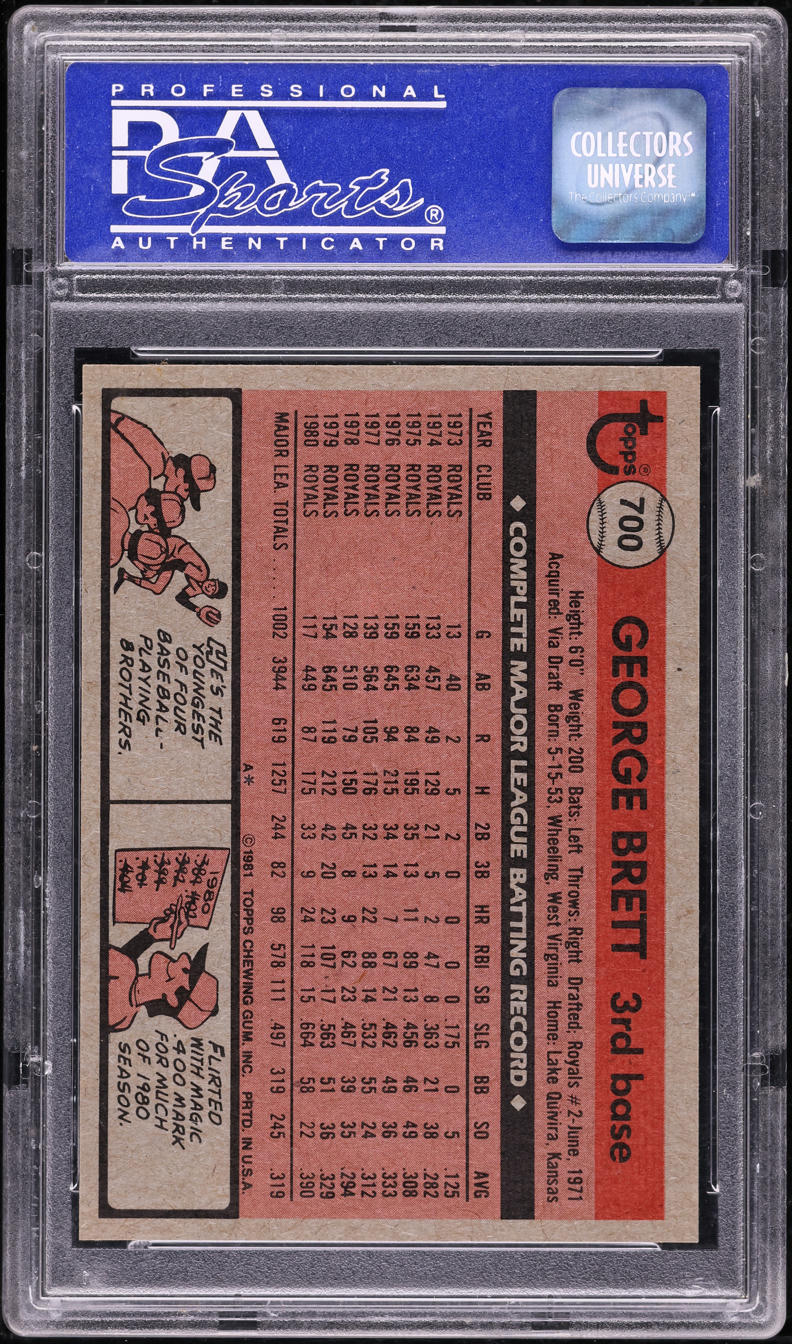 PROFESSIONAL
PSA
Sports®
AUTHENTICATOR
COLLECTORS
UNIVERSE
The Collectors Company™
topps®
700
GEORGE BRETT 3rd base
Height: 6'0" Weight: 200 Bats: Left Throws: Right Drafted: Royals #2-June, 1971
Acquired: Via Draft Born: 5-15-53, Wheeling, West Virginia Home: Lake Quivira, Kansas
◆ COMPLETE MAJOR LEAGUE BATTING RECORD ◆
YEAR CLUB G AB R H 2B 3B HR RBI SB SLG BB SO AVG
1973 ROYALS 13 40 2 5 2 0 0 0 0 .175 0 5 .125
1974 ROYALS 133 457 49 129 21 5 2 47 8 .363 21 38 .282
1975 ROYALS 159 634 84 195 35 13 11 89 13 .456 46 49 .308
1976 ROYALS 159 645 94 215 34 14 7 67 21 .462 49 36 .333
1977 ROYALS 139 564 105 176 32 13 22 88 14 .532 55 24 .312
1978 ROYALS 128 510 79 150 45 8 9 62 23 .467 39 35 .294
1979 ROYALS 154 645 119 212 42 20 23 107 17 .563 51 36 .329
1980 ROYALS 117 449 87 175 33 9 24 118 15 .664 58 22 .390
MAJOR LEA. TOTALS ..... 1002 3944 619 1257 244 82 98 578 111 .497 319 245 .319
A* © 1981 TOPPS CHEWING GUM, INC. PRTD. IN U.S.A.
HE'S THE
YOUNGEST
OF FOUR
BASEBALL-
PLAYING
BROTHERS.
1980
.401
.404
FLIRTED
WITH MAGIC
.400 MARK
FOR MUCH
OF 1980
SEASON.